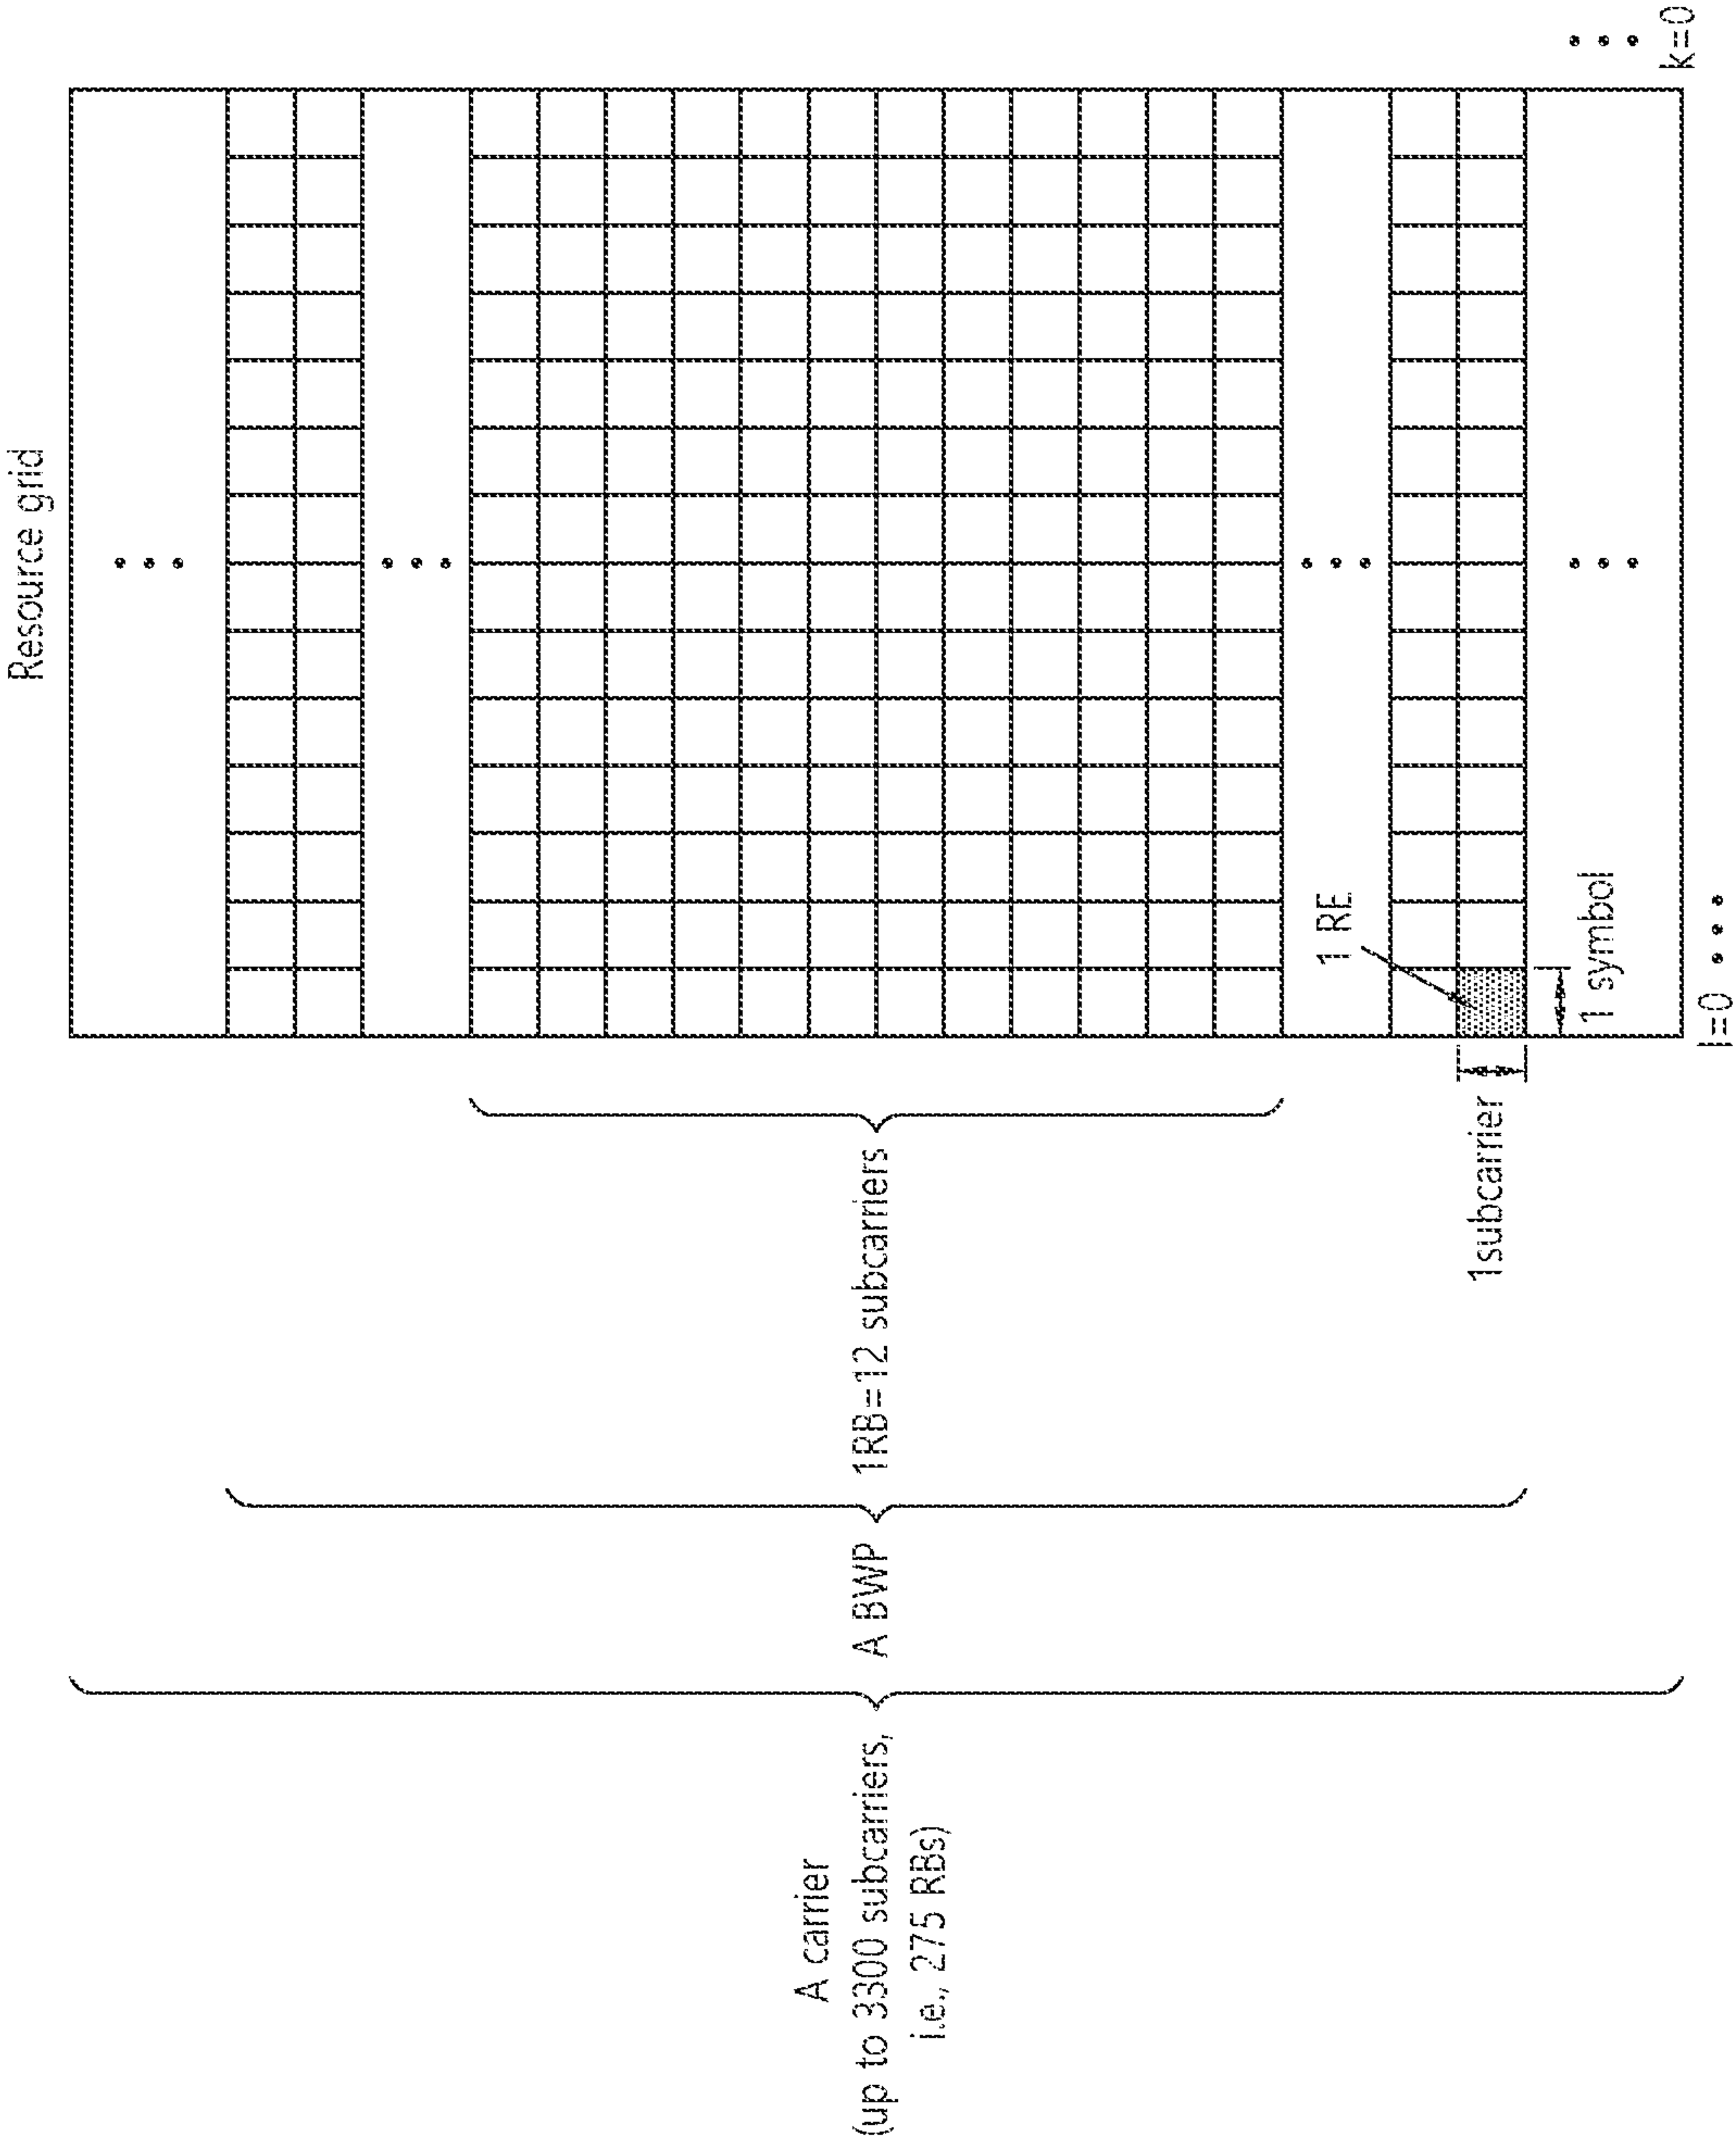 Resource grid
A carrier
(up to 3300 subcarriers,
i.e., 275 RBs)
A BWP
1RB=12 subcarriers
1 RE
1subcarrier
1 symbol
k=0
l=0